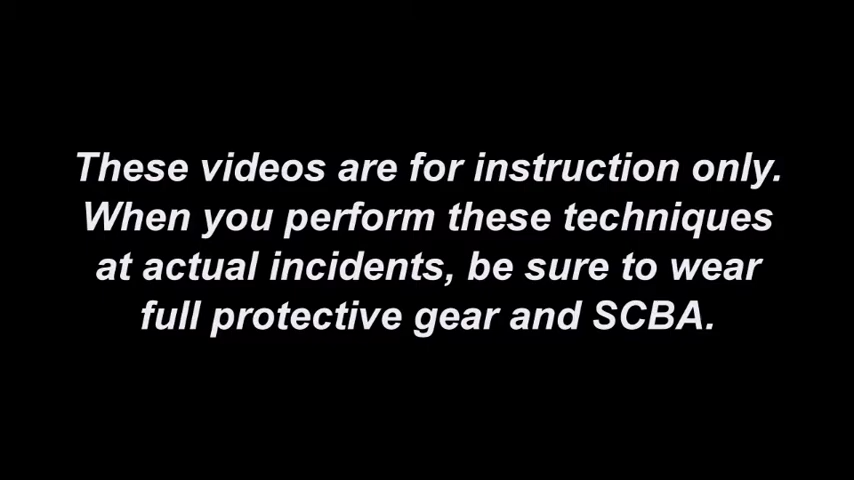 These videos are for instruction only.
When you perform these techniques
at actual incidents, be sure to wear
full protective gear and SCBA.